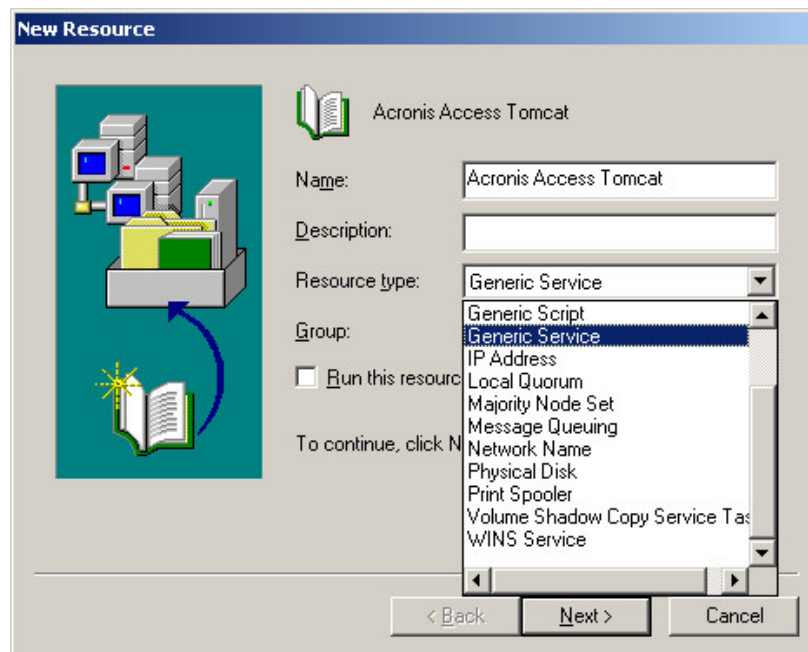 New Resource
Acronis Access Tomcat
Name:
Acronis Access Tomcat
Description:
Resource type:
Generic Service
Group:
Generic Script
Generic Service
IP Address
Local Quorum
Majority Node Set
Message Queuing
Network Name
Physical Disk
Print Spooler
Volume Shadow Copy Service Tas
WINS Service
Run this resourc
To continue, click N
< Back
Next >
Cancel